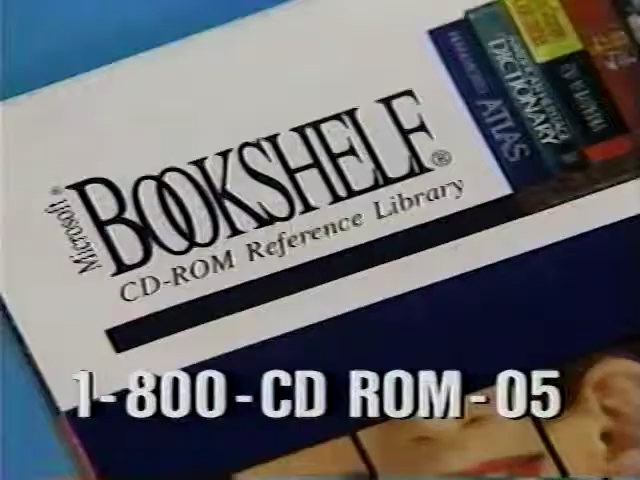 Microsoft®
BOOKSHELF®
CD-ROM Reference Library
ATLAS
DICTIONARY
1-800-CD ROM-05